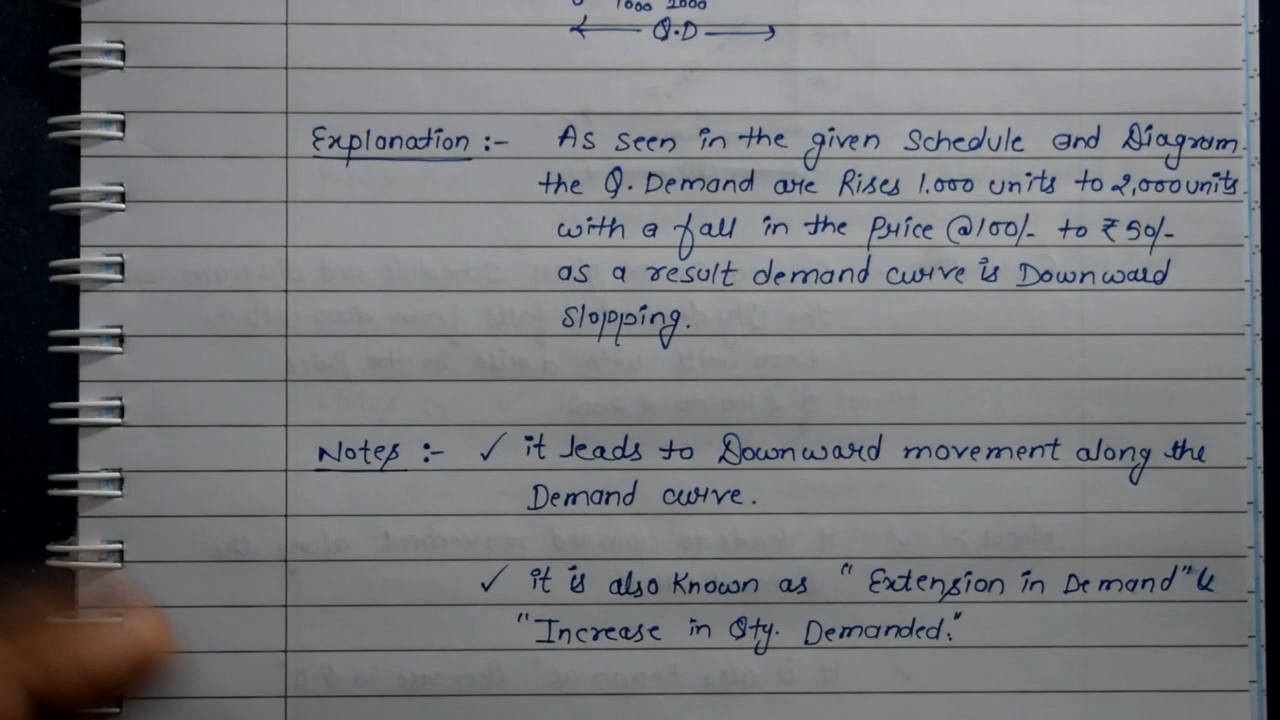 1000 2000
Q.D
Explanation :- As seen in the given Schedule and Diagram
the Q. Demand are Rises 1.000 units to 2,000 units
with a fall in the Price @100/- to ₹50/-
as a result demand curve is Downward
Slopping.
Notes :- ✓ it leads to Downward movement along the
Demand curve.
✓ it is also Known as "Extension in Demand" &
"Increase in Qty. Demanded."